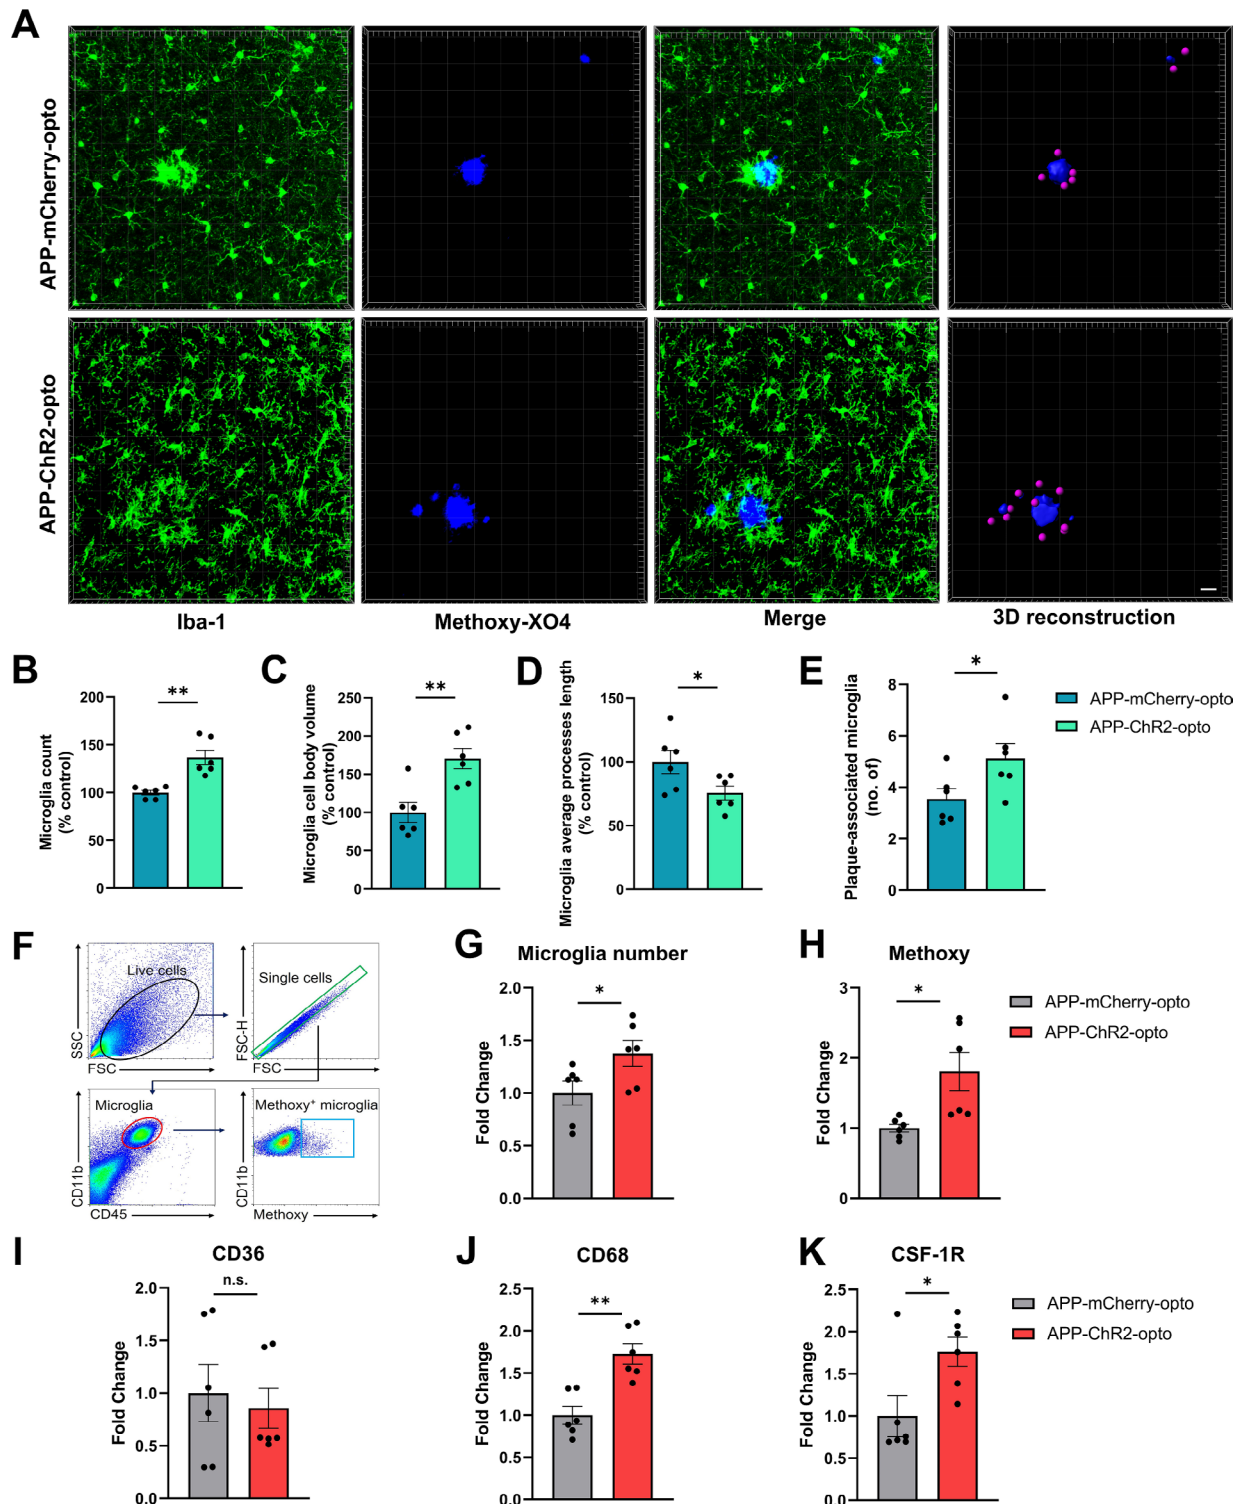 A
APP-mCherry-opto
APP-ChR2-opto
Iba-1
Methoxy-XO4
Merge
3D reconstruction
B
Microglia count
(% control)
200
150
100
50
0
**
C
Microglia cell body volume
(% control)
250
200
150
100
50
0
**
D
Microglia average processes length
(% control)
150
100
50
0
*
E
Plaque-associated microglia
(no. of)
8
6
4
2
0
*
APP-mCherry-opto
APP-ChR2-opto
F
Live cells
SSC
FSC
Single cells
FSC-H
FSC
Microglia
CD11b
CD45
Methoxy⁺ microglia
CD11b
Methoxy
G
Microglia number
Fold Change
2.0
1.5
1.0
0.5
0.0
*
H
Methoxy
Fold Change
3
2
1
0
*
APP-mCherry-opto
APP-ChR2-opto
I
CD36
Fold Change
2.0
1.5
1.0
0.5
0.0
n.s.
J
CD68
Fold Change
2.5
2.0
1.5
1.0
0.5
0.0
**
K
CSF-1R
Fold Change
2.5
2.0
1.5
1.0
0.5
0.0
*
APP-mCherry-opto
APP-ChR2-opto